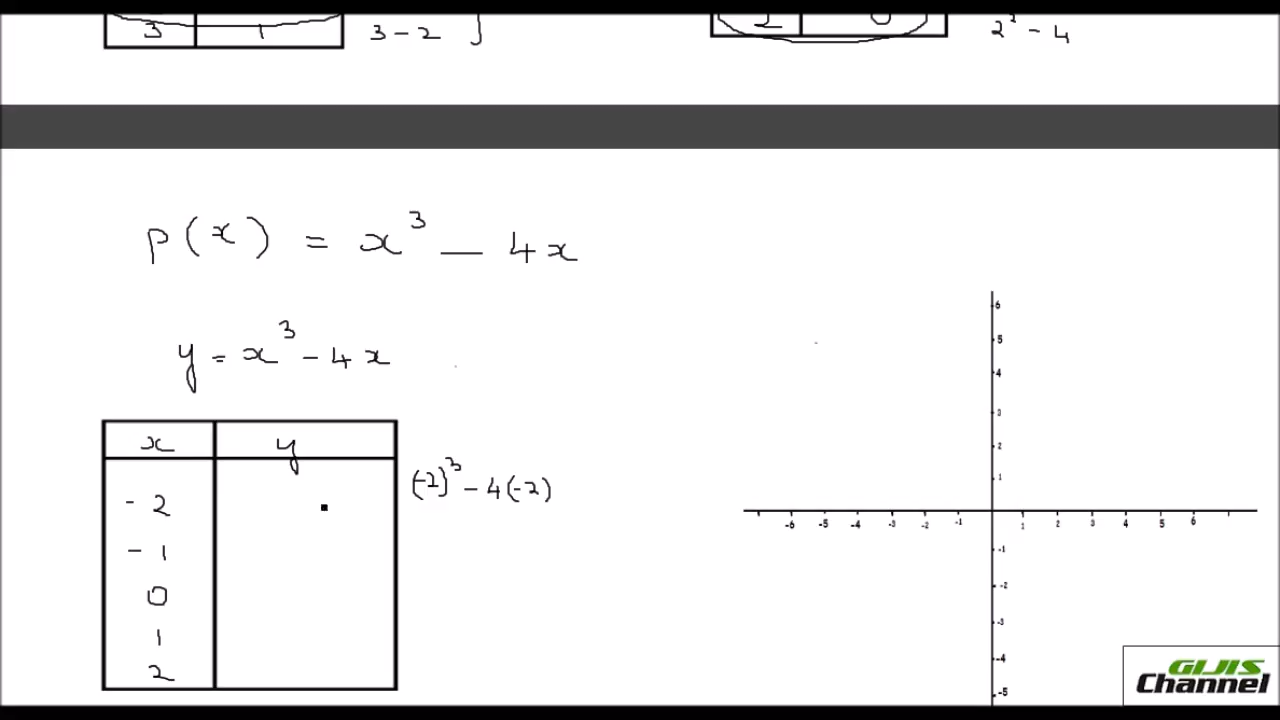 3 1 3 - 2
2 0 2² - 4
p(x) = x³ - 4x
y = x³ - 4x
x y
-2 (-2)³ - 4(-2)
-1
0
1
2
6
5
4
3
2
1
-6 -5 -4 -3 -2 -1 1 2 3 4 5 6
-1
-2
-3
-4
-5
GIJIS
Channel